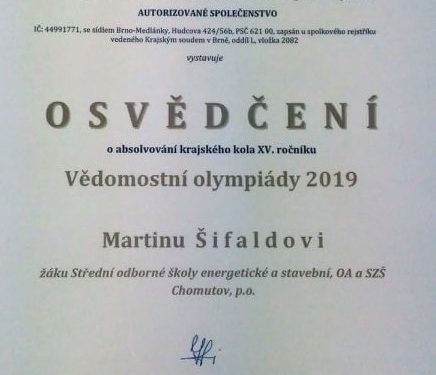 AUTORIZOVANÉ SPOLEČENSTVO
IČ: 44991771, se sídlem Brno-Medlánky, Hudcova 424/56b, PSČ 621 00, zapsán u spolkového rejstříku
vedeného Krajským soudem v Brně, oddíl L, vložka 2082
vystavuje
OSVĚDČENÍ
o absolvování krajského kola XV. ročníku
Vědomostní olympiády 2019
Martinu Šifaldovi
žáku Střední odborné školy energetické a stavební, OA a SZŠ
Chomutov, p.o.